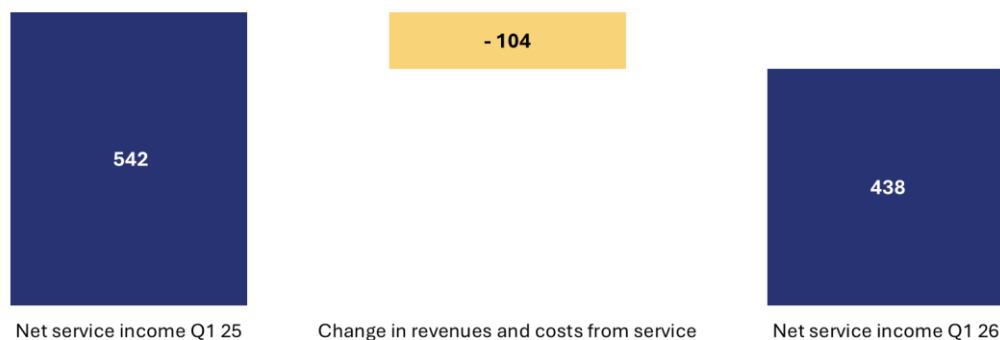 - 104
542
438
Net service income Q1 25
Change in revenues and costs from service
Net service income Q1 26